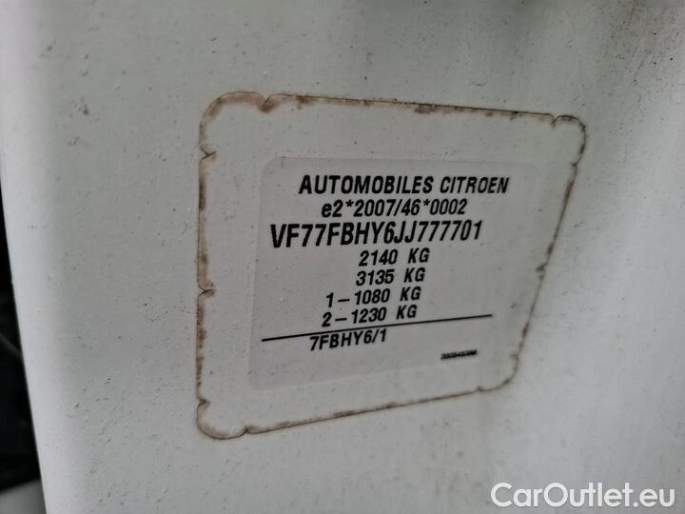 AUTOMOBILES CITROEN
e2*2007/46*0002
VF77FBHY6JJ777701
2140 KG
3135 KG
1-1080 KG
2-1230 KG
7FBHY6/1
CarOutlet.eu